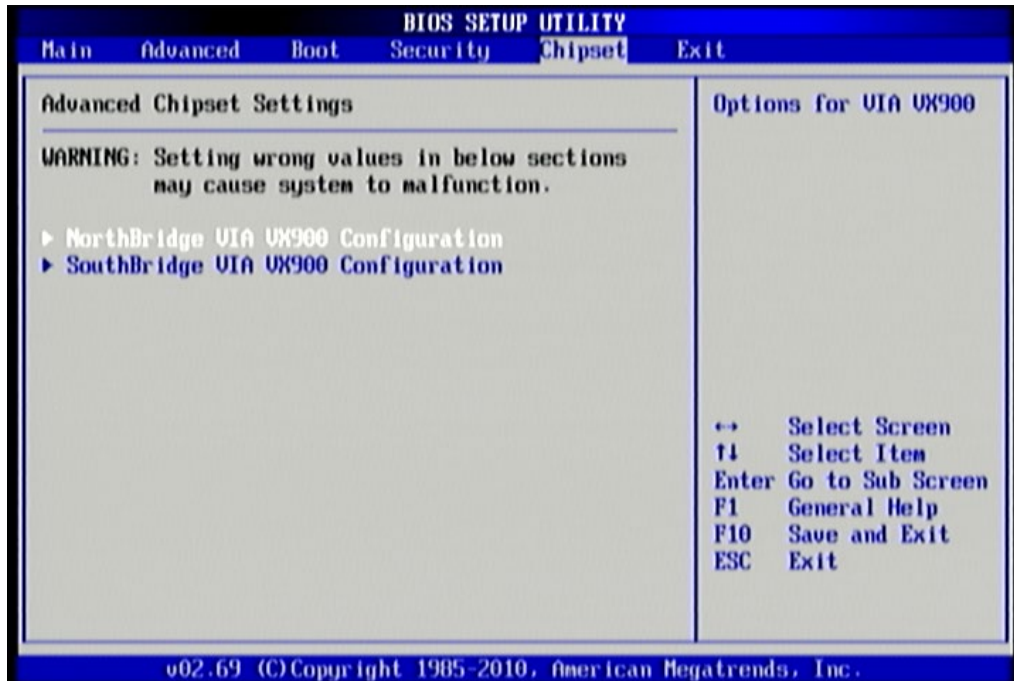 BIOS SETUP UTILITY
Main Advanced Boot Security Chipset Exit
Advanced Chipset Settings
WARNING: Setting wrong values in below sections
may cause system to malfunction.
▶ NorthBridge VIA VX900 Configuration
▶ SouthBridge VIA VX900 Configuration
Options for VIA VX900
↔ Select Screen
↑↓ Select Item
Enter Go to Sub Screen
F1 General Help
F10 Save and Exit
ESC Exit
v02.69 (C)Copyright 1985-2010, American Megatrends, Inc.